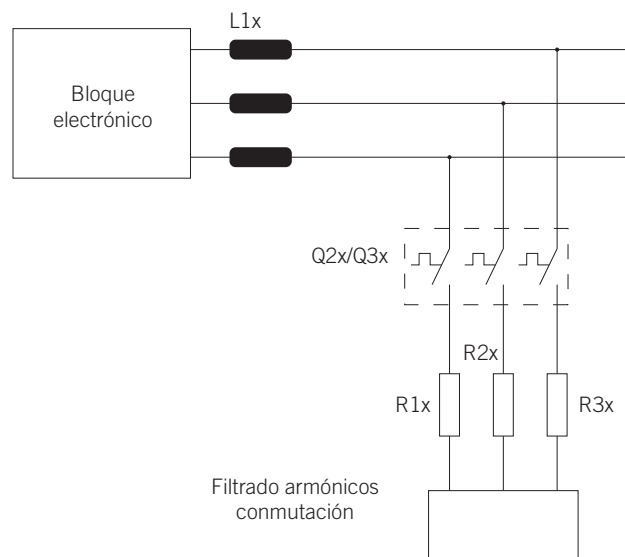 L1x
Bloque
electrónico
Q2x/Q3x
R2x
R1x
R3x
Filtrado armónicos
conmutación